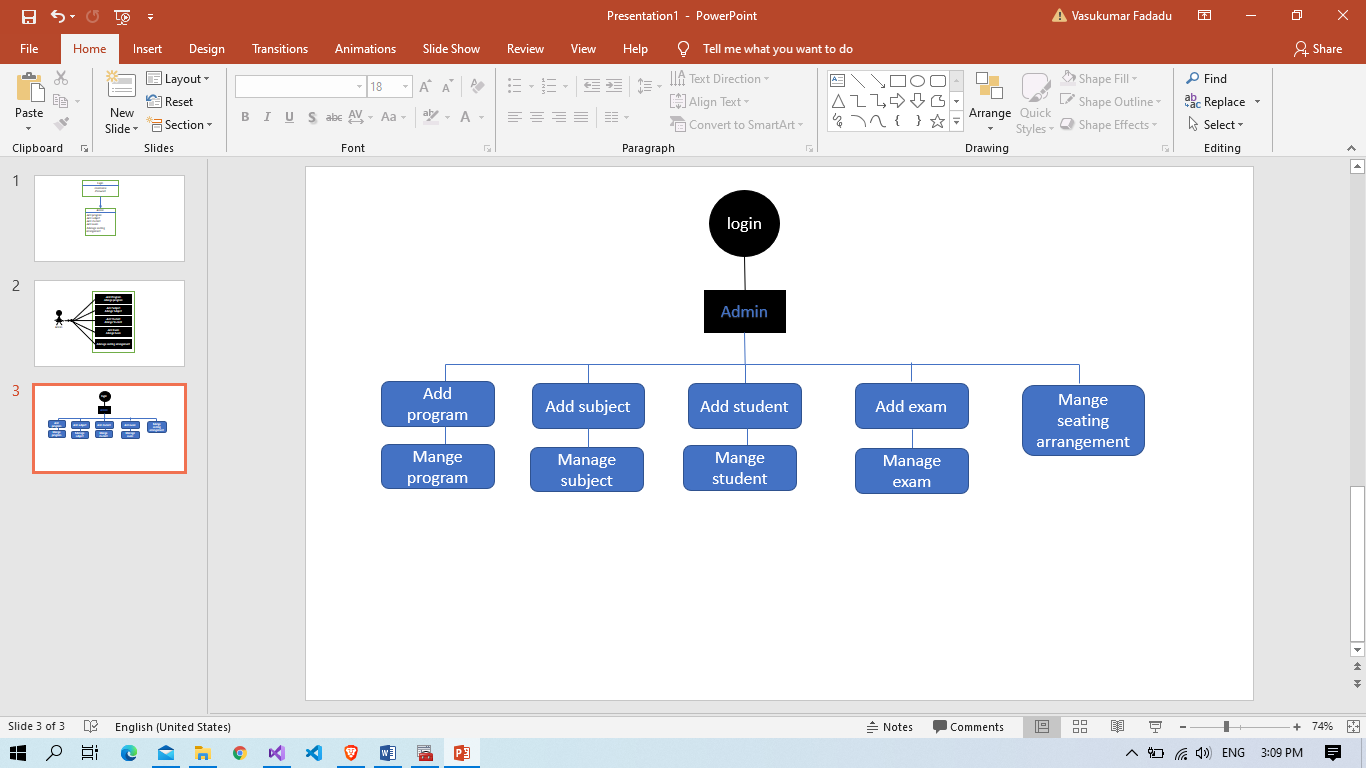 Presentation1 - PowerPoint
Vasukumar Fadadu
File Home Insert Design Transitions Animations Slide Show Review View Help Tell me what you want to do Share
Paste
New
Slide
Layout
Reset
Section
18
B I U S abc AV Aa A
Text Direction
Align Text
Convert to SmartArt
Arrange
Quick
Styles
Shape Fill
Shape Outline
Shape Effects
Find
Replace
Select
Clipboard Slides Font Paragraph Drawing Editing
1
2
3
login
Admin
Add
program
Add subject
Add student
Add exam
Mange
seating
arrangement
Mange
program
Manage
subject
Mange
student
Manage
exam
Slide 3 of 3 English (United States) Notes Comments 74%
ENG 3:09 PM